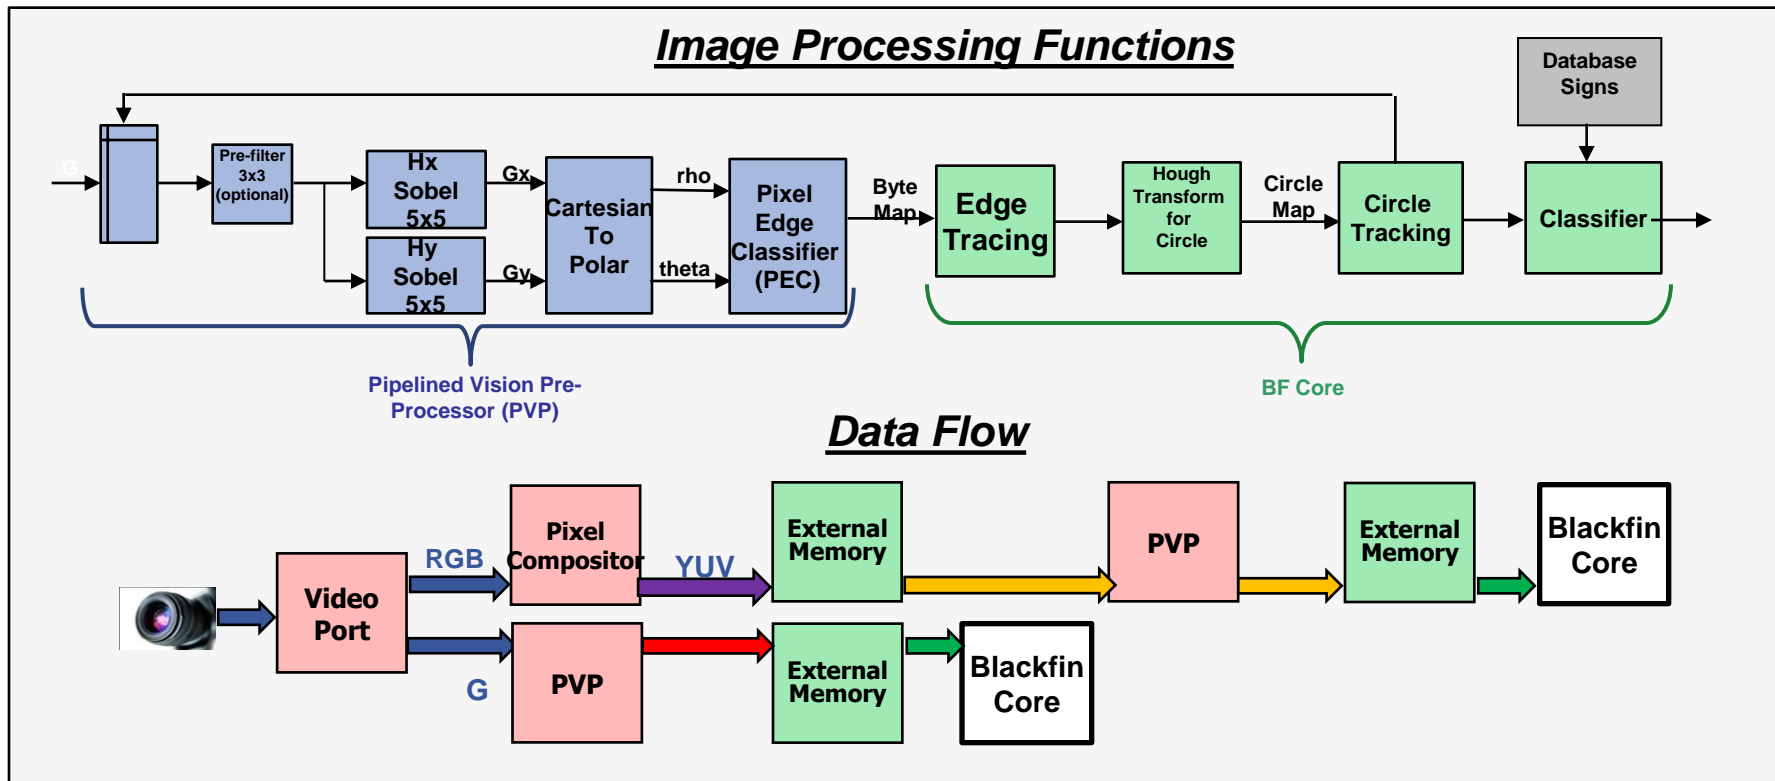 Image Processing Functions
Database
Signs
G
Pre-filter
3x3
(optional)
Hx
Sobel
5x5
Gx
Hy
Sobel
5x5
Gy
Cartesian
To
Polar
rho
theta
Pixel
Edge
Classifier
(PEC)
Byte
Map
Edge
Tracing
Hough
Transform
for
Circle
Circle
Map
Circle
Tracking
Classifier
Pipelined Vision Pre-
Processor (PVP)
BF Core
Data Flow
Video
Port
RGB
Pixel
Compositor
YUV
External
Memory
PVP
External
Memory
Blackfin
Core
G
PVP
External
Memory
Blackfin
Core